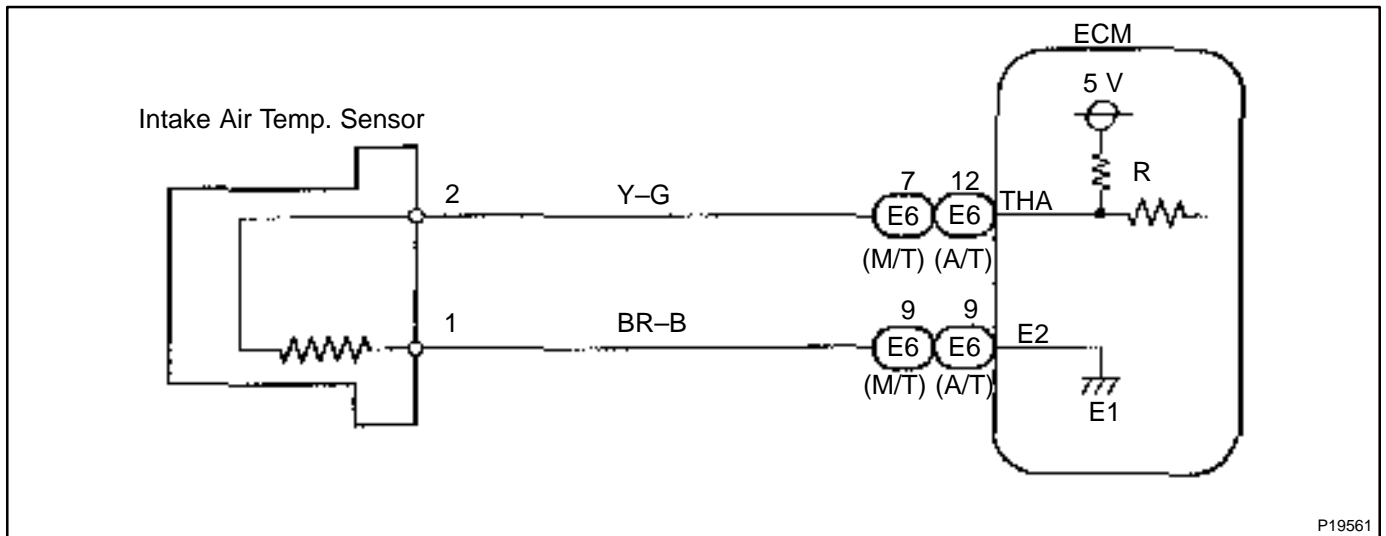 ECM
5 V
Intake Air Temp. Sensor
R
2 Y–G 7 12
E6 E6 THA
(M/T) (A/T)
1 BR–B 9 9
E6 E6 E2
(M/T) (A/T)
E1
P19561